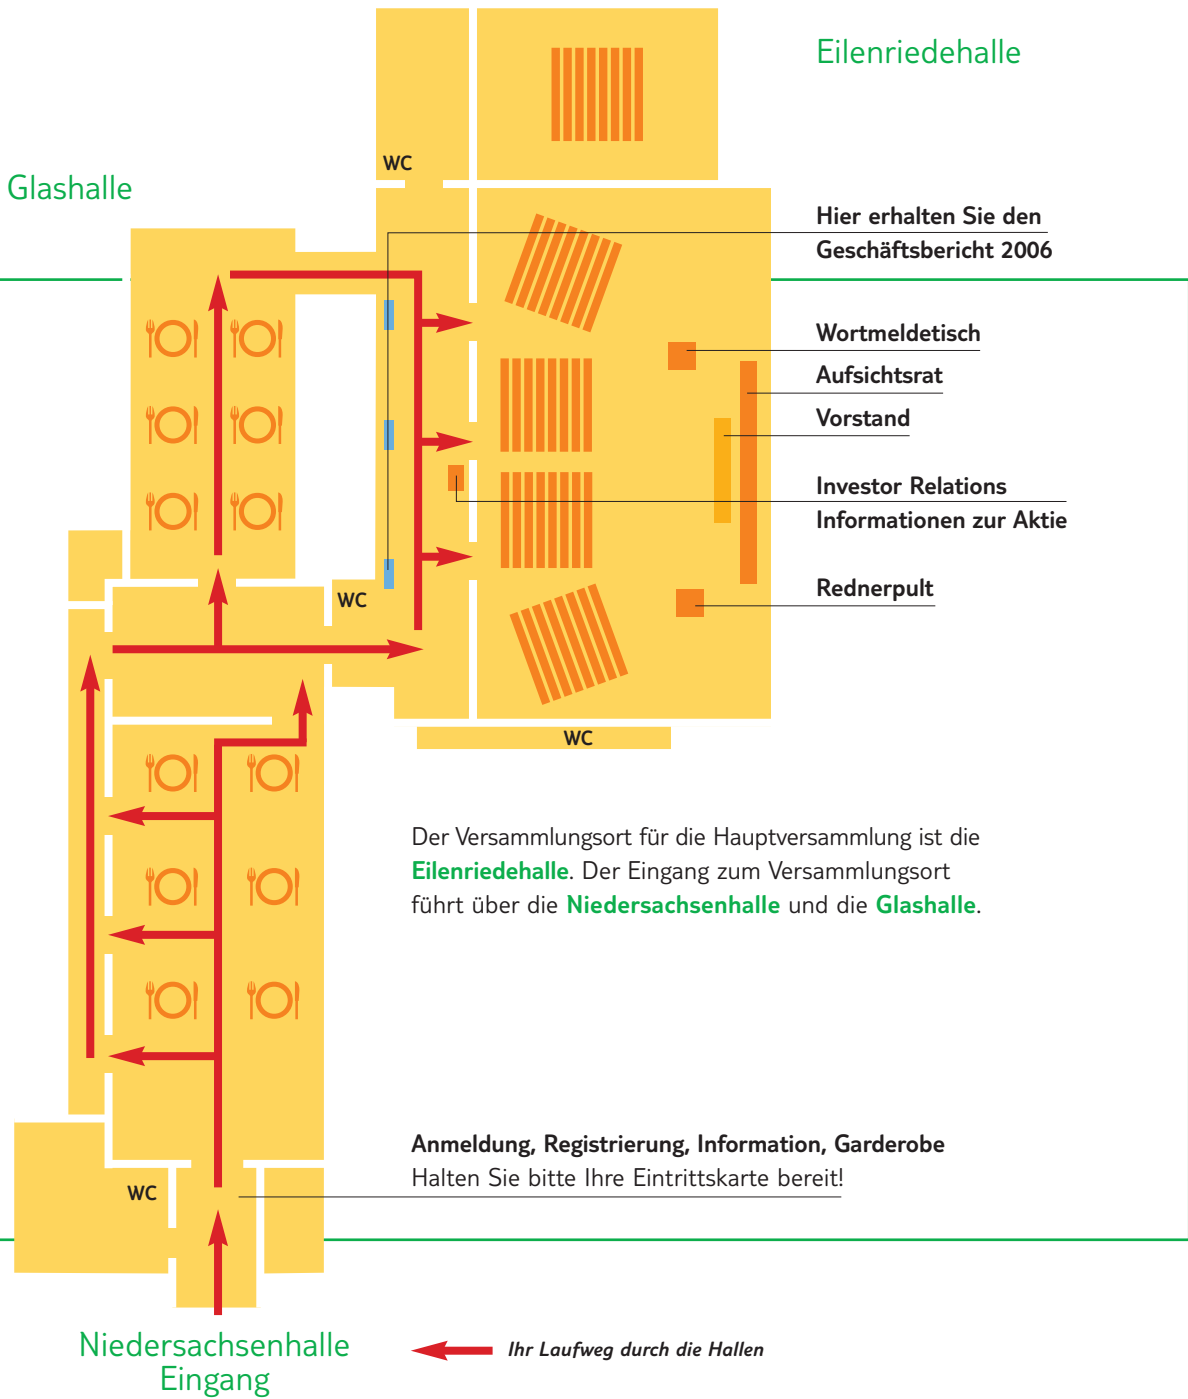 Eilenriedehalle
WC
Glashalle
Hier erhalten Sie den
Geschäftsbericht 2006
Wortmeldetisch
Aufsichtsrat
Vorstand
Investor Relations
Informationen zur Aktie
Rednerpult
WC
WC
Der Versammlungsort für die Hauptversammlung ist die
Eilenriedehalle. Der Eingang zum Versammlungsort
führt über die Niedersachsenhalle und die Glashalle.
Anmeldung, Registrierung, Information, Garderobe
Halten Sie bitte Ihre Eintrittskarte bereit!
WC
Niedersachsenhalle
Eingang
Ihr Laufweg durch die Hallen